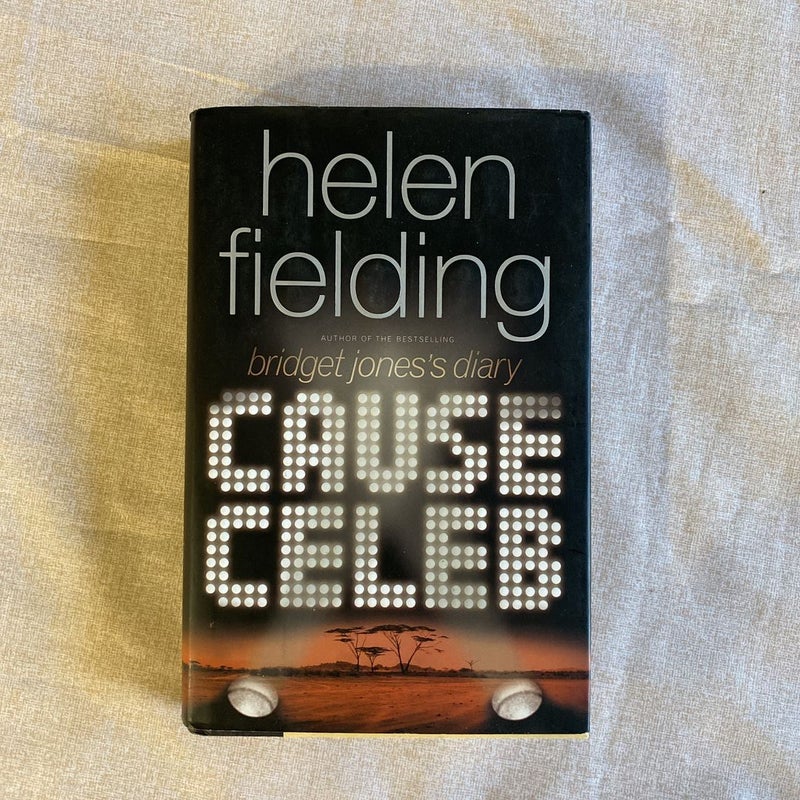 helen
fielding
AUTHOR OF THE BESTSELLING
bridget jones's diary
CAUSE
CELEB